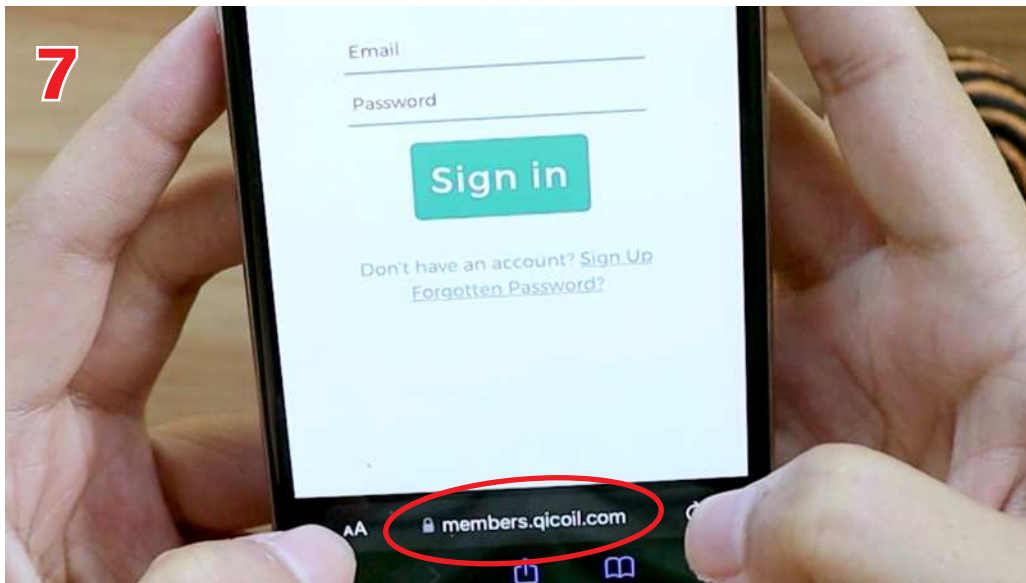 7
Email
Password
Sign in
Don't have an account? Sign Up
Forgotten Password?
AA members.qicoil.com